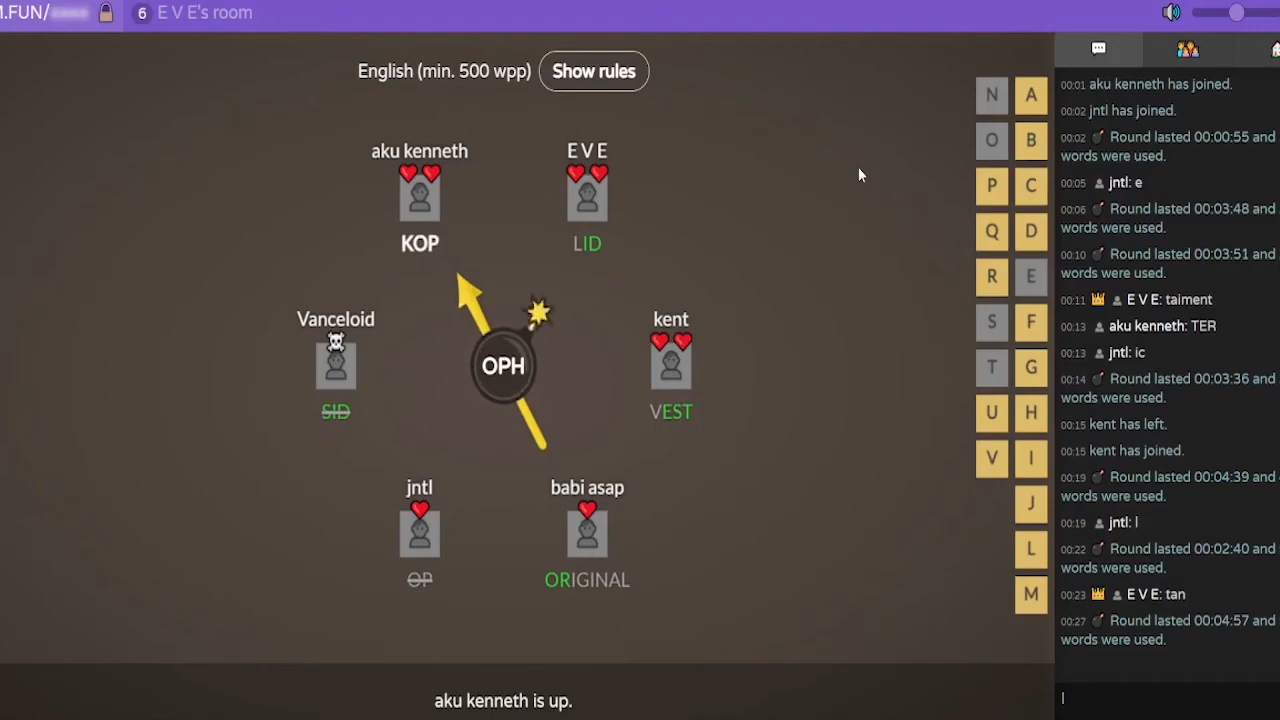 M.FUN/
6 E V E's room
English (min. 500 wpp) Show rules
aku kenneth
KOP
E V E
LID
Vanceloid
SID
kent
VEST
OPH
jntl
OP
babi asap
ORIGINAL
aku kenneth is up.
N A
O B
P C
Q D
R E
S F
T G
U H
V I
J
L
M
00:01 aku kenneth has joined.
00:02 jntl has joined.
00:02 Round lasted 00:00:55 and
words were used.
00:05 jntl: e
00:06 Round lasted 00:03:48 and
words were used.
00:10 Round lasted 00:03:51 and
words were used.
00:11 E V E: taiment
00:13 aku kenneth: TER
00:13 jntl: ic
00:14 Round lasted 00:03:36 and
words were used.
00:15 kent has left.
00:15 kent has joined.
00:19 Round lasted 00:04:39 and
words were used.
00:19 jntl: l
00:22 Round lasted 00:02:40 and
words were used.
00:23 E V E: tan
00:27 Round lasted 00:04:57 and
words were used.